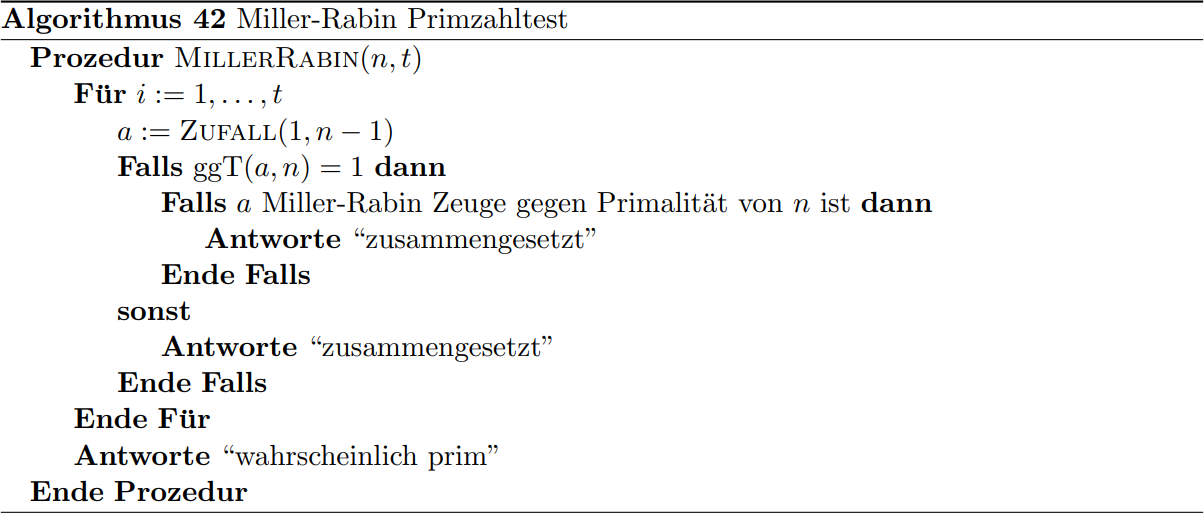 Algorithmus 42 Miller-Rabin Primzahltest
Prozedur MILLERRABIN(n, t)
Für i := 1, . . . , t
a := ZUFALL(1, n − 1)
Falls ggT(a, n) = 1 dann
Falls a Miller-Rabin Zeuge gegen Primalität von n ist dann
Antworte “zusammengesetzt”
Ende Falls
sonst
Antworte “zusammengesetzt”
Ende Falls
Ende Für
Antworte “wahrscheinlich prim”
Ende Prozedur